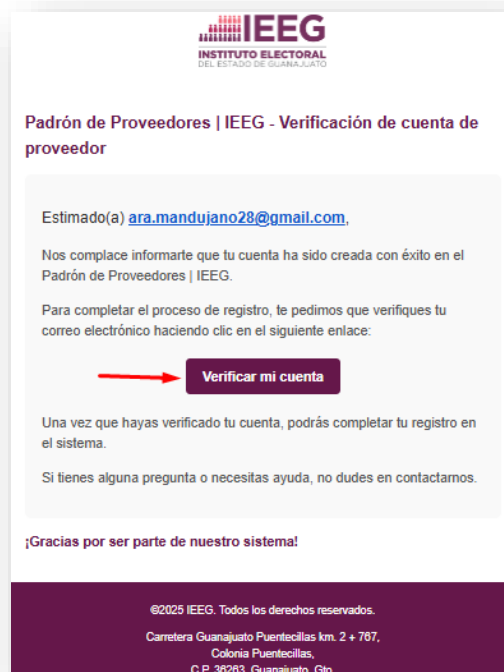 IEEG
INSTITUTO ELECTORAL
DEL ESTADO DE GUANAJUATO
Padrón de Proveedores | IEEG - Verificación de cuenta de
proveedor
Estimado(a) ara.mandujano28@gmail.com,
Nos complace informarte que tu cuenta ha sido creada con éxito en el
Padrón de Proveedores | IEEG.
Para completar el proceso de registro, te pedimos que verifiques tu
correo electrónico haciendo clic en el siguiente enlace:
Verificar mi cuenta
Una vez que hayas verificado tu cuenta, podrás completar tu registro en
el sistema.
Si tienes alguna pregunta o necesitas ayuda, no dudes en contactarnos.
¡Gracias por ser parte de nuestro sistema!
©2025 IEEG. Todos los derechos reservados.
Carretera Guanajuato Puentecillas km. 2 + 767,
Colonia Puentecillas,
C.P. 36263, Guanajuato, Gto.